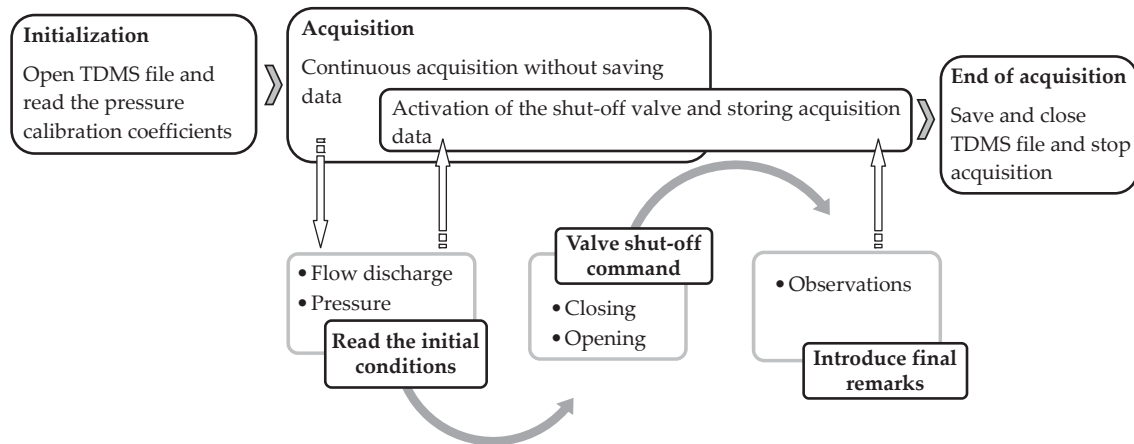 Initialization
Open TDMS file and
read the pressure
calibration coefficients
Acquisition
Continuous acquisition without saving
data
Activation of the shut-off valve and storing acquisition
data
End of acquisition
Save and close
TDMS file and stop
acquisition
• Flow discharge
• Pressure
Read the initial
conditions
Valve shut-off
command
• Closing
• Opening
• Observations
Introduce final
remarks